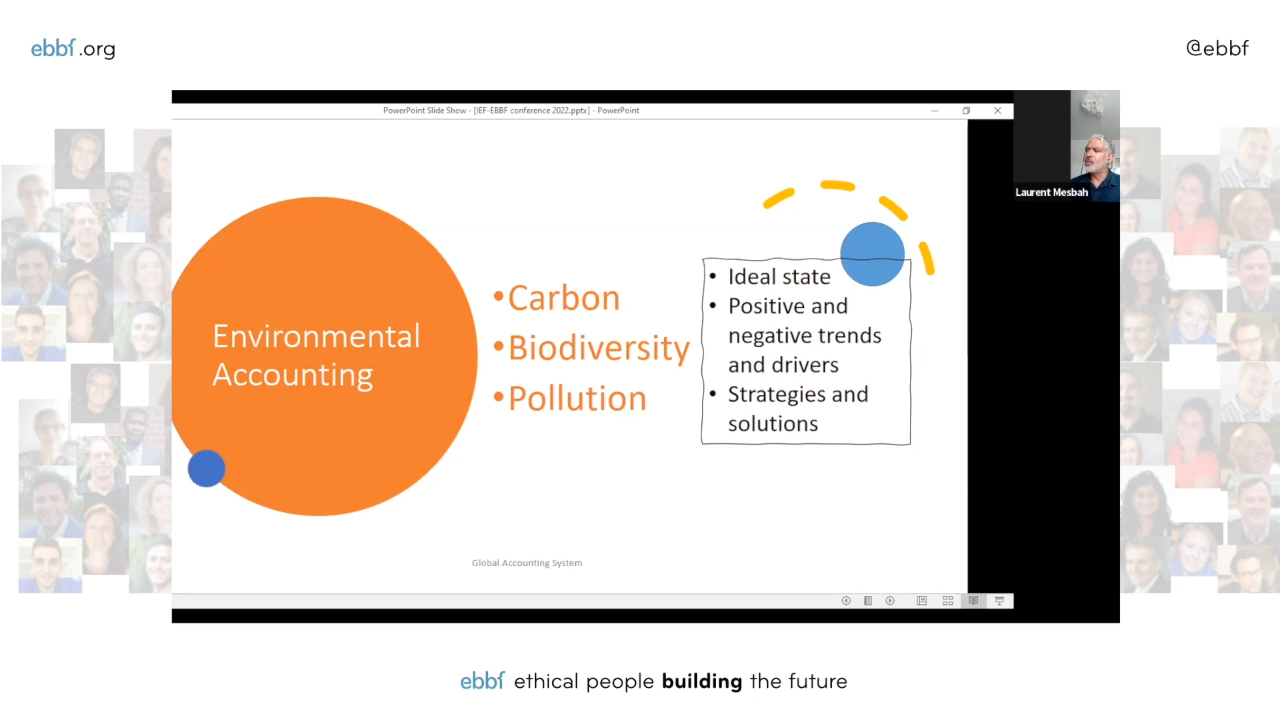 ebbf.org
@ebbf
PowerPoint Slide Show - [IEF-EBBF conference 2022.pptx] - PowerPoint
Laurent Mesbah
Environmental
Accounting
•Carbon
•Biodiversity
•Pollution
• Ideal state
• Positive and
negative trends
and drivers
• Strategies and
solutions
Global Accounting System
ebbf ethical people building the future